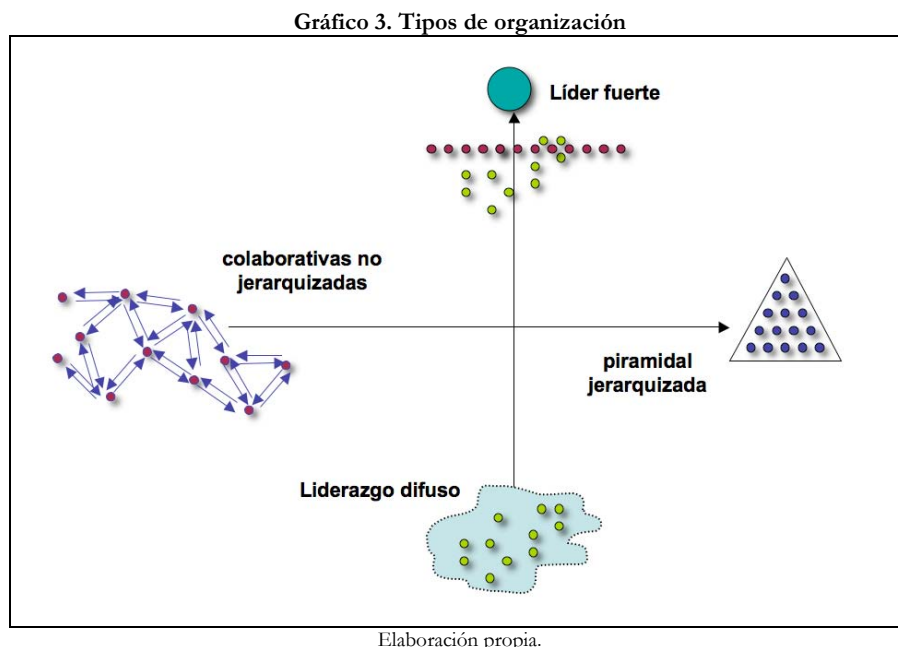 Gráfico 3. Tipos de organización
Líder fuerte
colaborativas no
jerarquizadas
piramidal
jerarquizada
Liderazgo difuso
Elaboración propia.